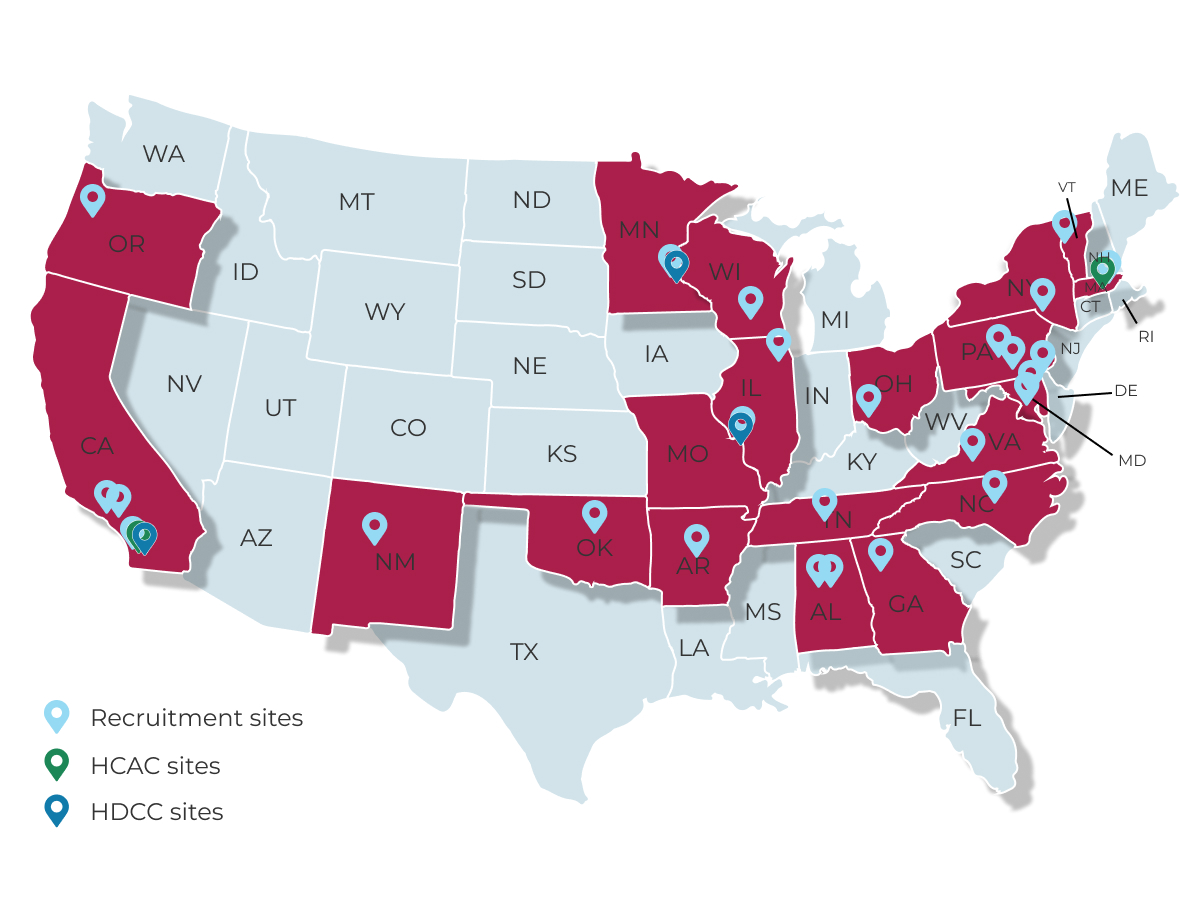 WA
MT
ND
MN
VT
ME
OR
ID
SD
WI
NH
WY
NY
MA
CT
RI
MI
NV
UT
NE
IA
PA
NJ
CO
IL
IN
OH
DE
WV
CA
KS
MO
KY
VA
MD
AZ
NM
OK
AR
TN
NC
SC
MS
AL
GA
TX
LA
FL
Recruitment sites
HCAC sites
HDCC sites